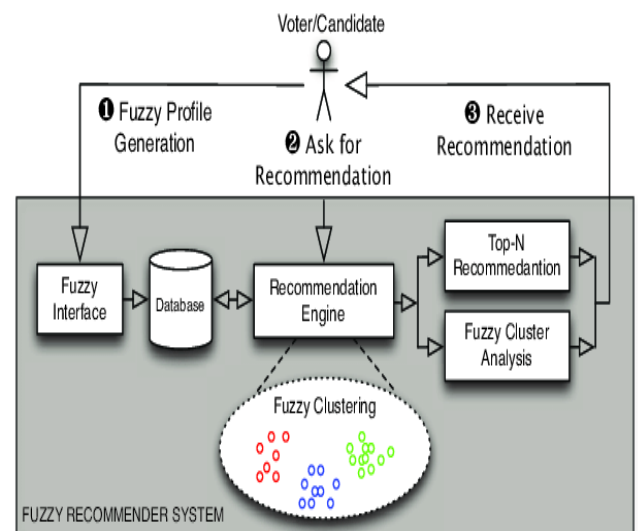 Voter/Candidate
❶ Fuzzy Profile
Generation
❷ Ask for
Recommendation
❸ Receive
Recommendation
Fuzzy
Interface
Database
Recommendation
Engine
Top-N
Recommedantion
Fuzzy Cluster
Analysis
Fuzzy Clustering
FUZZY RECOMMENDER SYSTEM